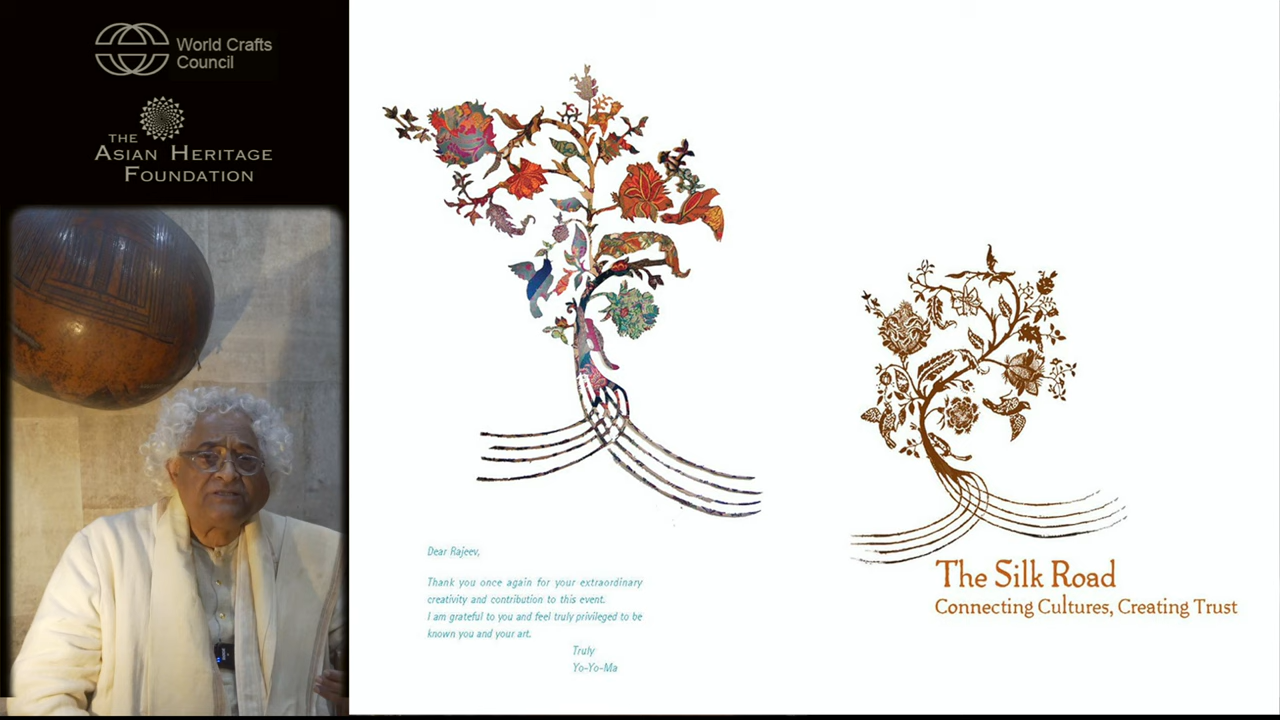 World Crafts
Council
THE
ASIAN HERITAGE
FOUNDATION
Dear Rajeev,
Thank you once again for your extraordinary
creativity and contribution to this event.
I am grateful to you and feel truly privileged to be
known you and your art.
Truly
Yo-Yo-Ma
The Silk Road
Connecting Cultures, Creating Trust